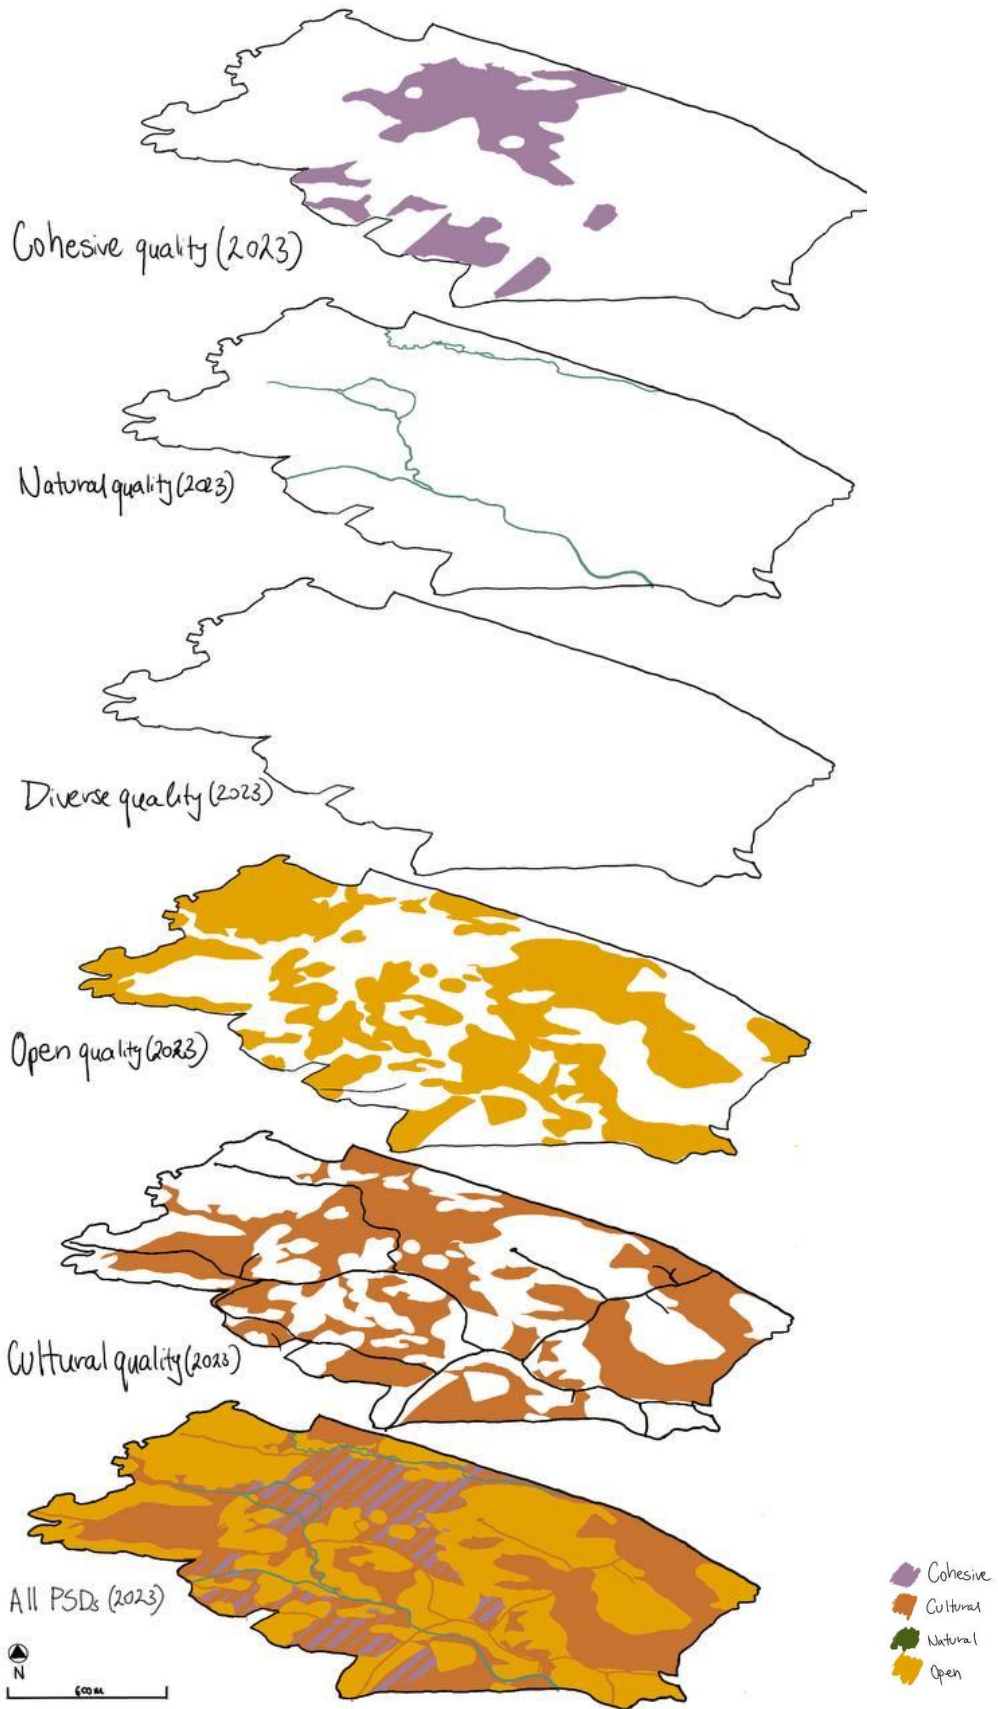 Cohesive quality (2023)
Natural quality (2023)
Diverse quality (2023)
Open quality (2023)
Cultural quality (2023)
All PSDs (2023)
N
600m
Cohesive
Cultural
Natural
Open